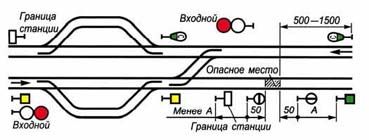 Граница
станции
Входной
500—1500
Опасное место
Входной
Менее А
50
50
А
Граница станции